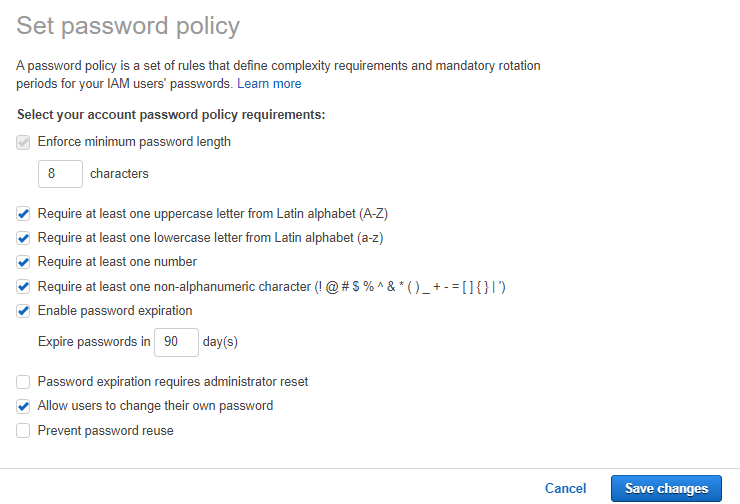 Set password policy
A password policy is a set of rules that define complexity requirements and mandatory rotation
periods for your IAM users' passwords. Learn more
Select your account password policy requirements:
Enforce minimum password length
8 characters
Require at least one uppercase letter from Latin alphabet (A-Z)
Require at least one lowercase letter from Latin alphabet (a-z)
Require at least one number
Require at least one non-alphanumeric character (! @ # $ % ^ & * ( ) _ + - = [ ] { } | ')
Enable password expiration
Expire passwords in 90 day(s)
Password expiration requires administrator reset
Allow users to change their own password
Prevent password reuse
Cancel Save changes